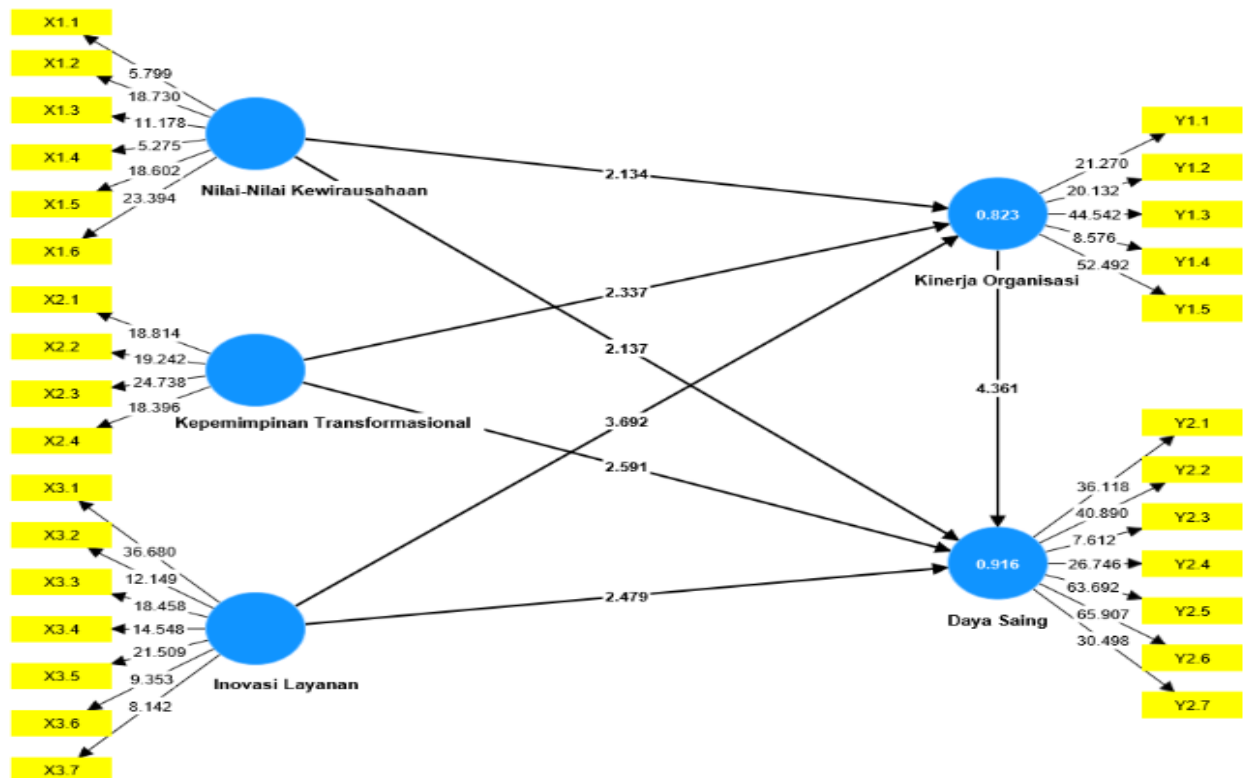 X1.1
X1.2
X1.3
X1.4
X1.5
X1.6
5.799
18.730
11.178
5.275
18.602
23.394
Nilai-Nilai Kewirausahaan
X2.1
X2.2
X2.3
X2.4
18.814
19.242
24.738
18.396
Kepemimpinan Transformasional
X3.1
X3.2
X3.3
X3.4
X3.5
X3.6
X3.7
36.680
12.149
18.458
14.548
21.509
9.353
8.142
Inovasi Layanan
2.134
2.337
2.137
3.692
2.591
2.479
0.823
Kinerja Organisasi
4.361
0.916
Daya Saing
21.270
20.132
44.542
8.576
52.492
Y1.1
Y1.2
Y1.3
Y1.4
Y1.5
36.118
40.890
7.612
26.746
63.692
65.907
30.498
Y2.1
Y2.2
Y2.3
Y2.4
Y2.5
Y2.6
Y2.7